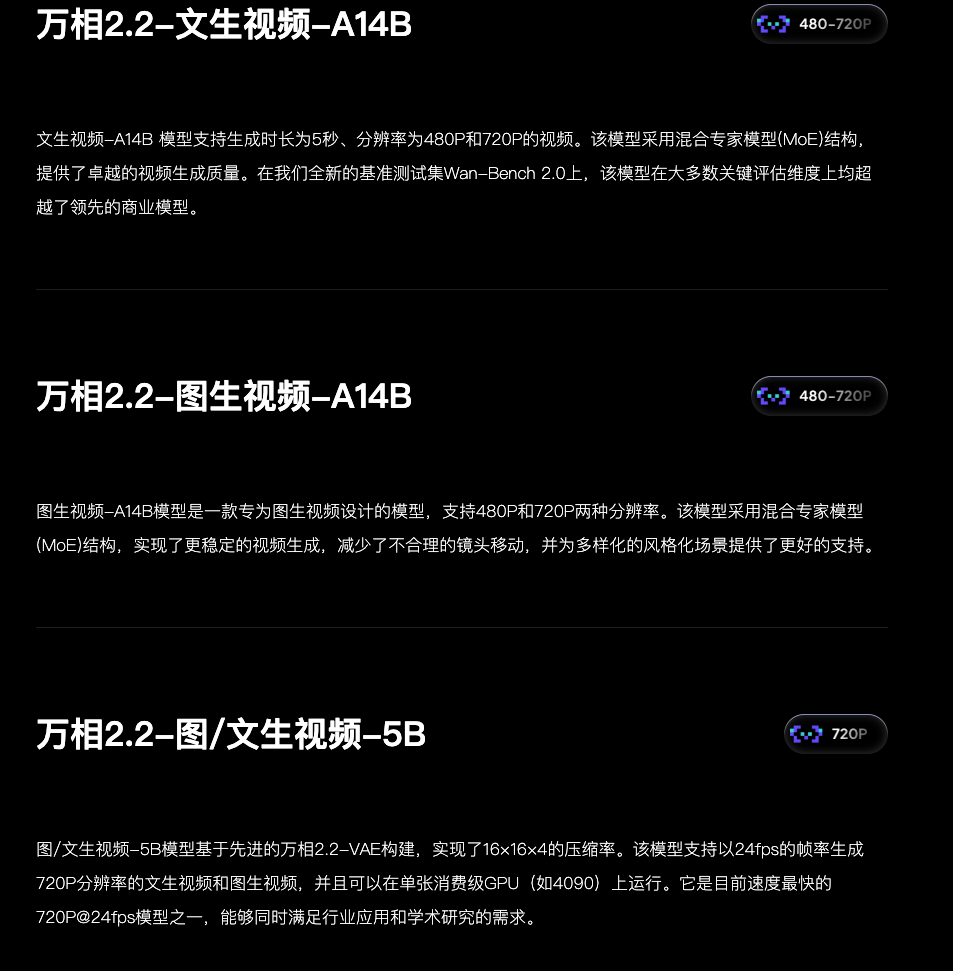 万相2.2-文生视频-A14B
480-720P
文生视频-A14B 模型支持生成时长为5秒、分辨率为480P和720P的视频。该模型采用混合专家模型(MoE)结构，
提供了卓越的视频生成质量。在我们全新的基准测试集Wan-Bench 2.0上，该模型在大多数关键评估维度上均超
越了领先的商业模型。
万相2.2-图生视频-A14B
480-720P
图生视频-A14B模型是一款专为图生视频设计的模型，支持480P和720P两种分辨率。该模型采用混合专家模型
(MoE)结构，实现了更稳定的视频生成，减少了不合理的镜头移动，并为多样化的风格化场景提供了更好的支持。
万相2.2-图/文生视频-5B
720P
图/文生视频-5B模型基于先进的万相2.2-VAE构建，实现了16×16×4的压缩率。该模型支持以24fps的帧率生成
720P分辨率的文生视频和图生视频，并且可以在单张消费级GPU（如4090）上运行。它是目前速度最快的
720P@24fps模型之一，能够同时满足行业应用和学术研究的需求。